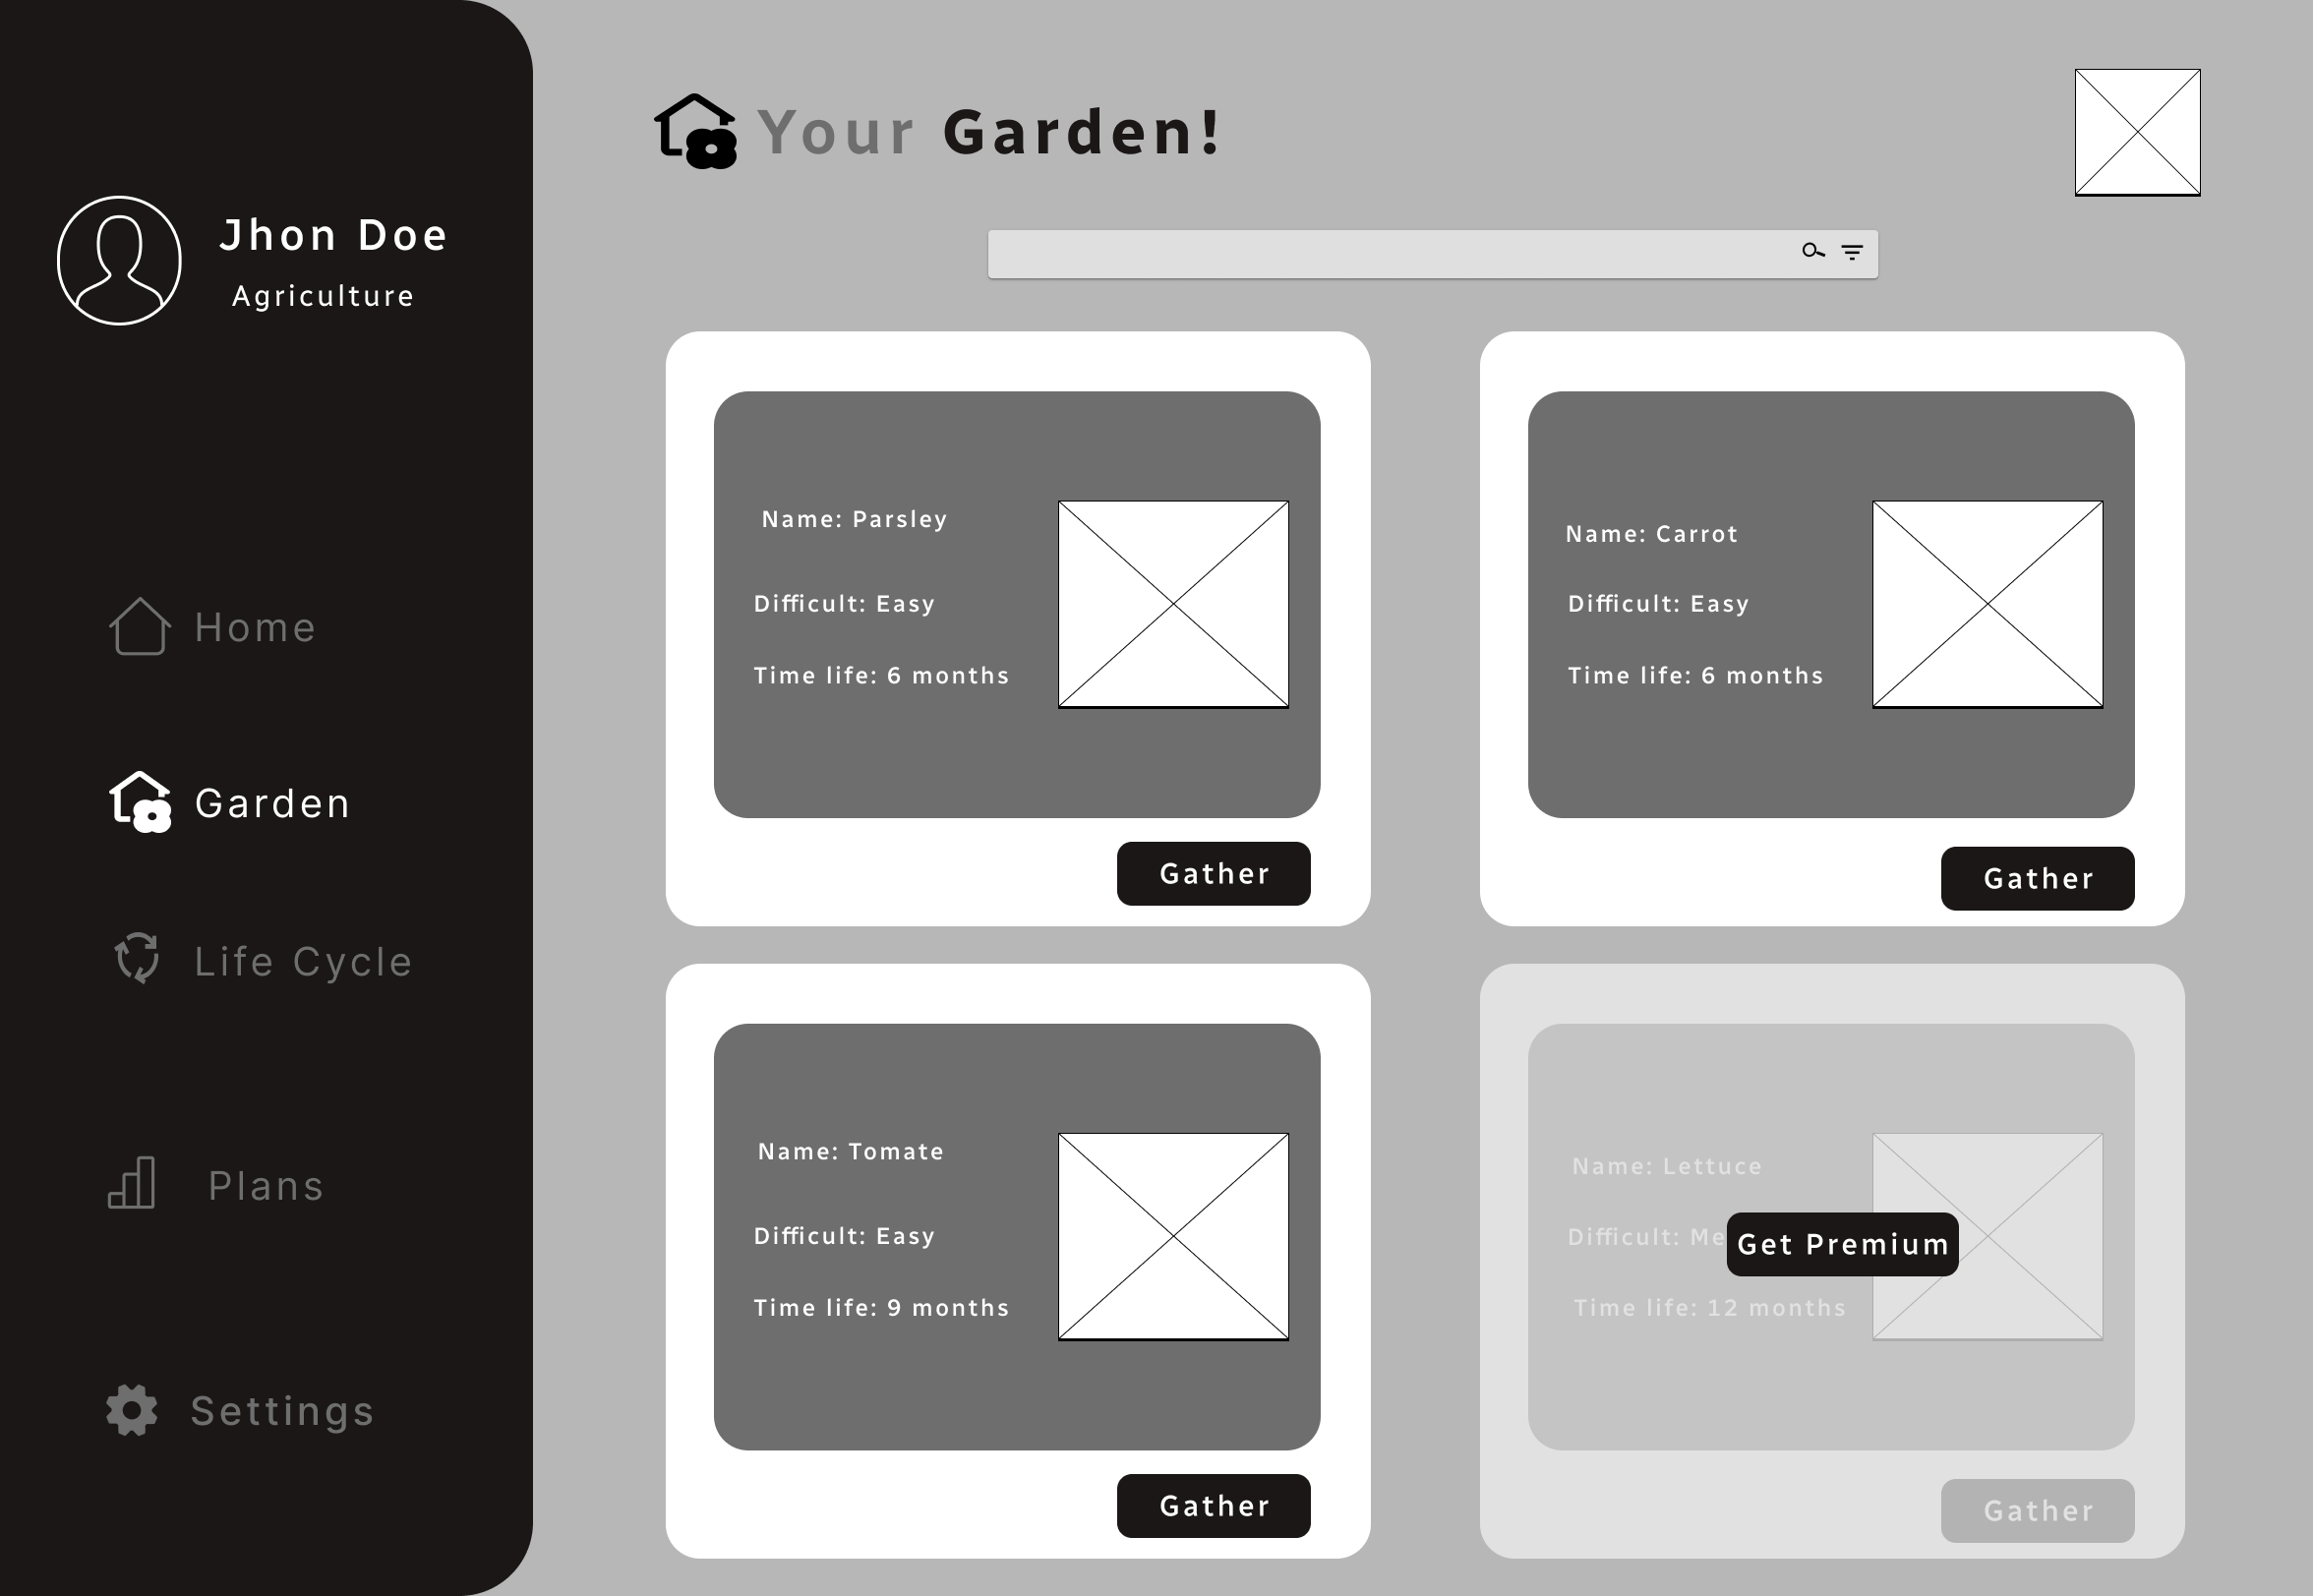 Jhon Doe
Agriculture
Home
Garden
Life Cycle
Plans
Settings
Your Garden!
Name: Parsley
Difficult: Easy
Time life: 6 months
Gather
Name: Carrot
Difficult: Easy
Time life: 6 months
Gather
Name: Tomate
Difficult: Easy
Time life: 9 months
Gather
Name: Lettuce
Difficult:
Get Premium
Time life: 12 months
Gather